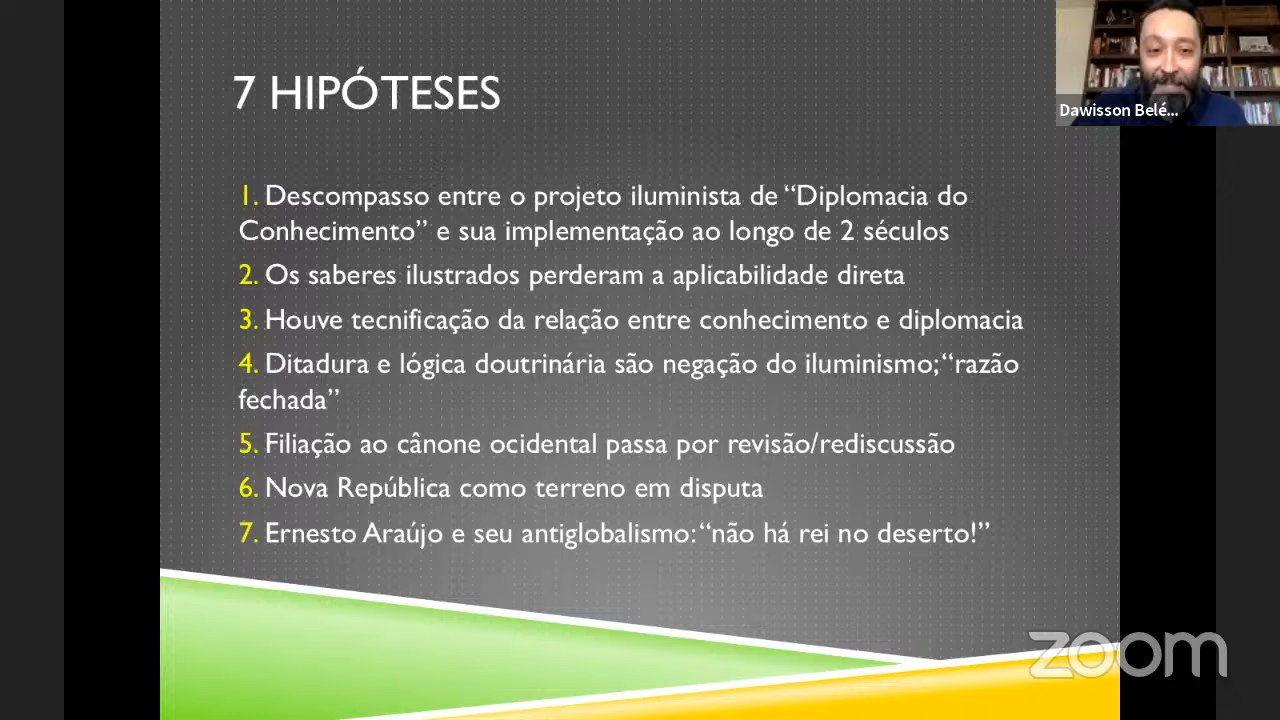 7 HIPÓTESES
Dawisson Belé...
1. Descompasso entre o projeto iluminista de “Diplomacia do
Conhecimento” e sua implementação ao longo de 2 séculos
2. Os saberes ilustrados perderam a aplicabilidade direta
3. Houve tecnificação da relação entre conhecimento e diplomacia
4. Ditadura e lógica doutrinária são negação do iluminismo; “razão
fechada”
5. Filiação ao cânone ocidental passa por revisão/rediscussão
6. Nova República como terreno em disputa
7. Ernesto Araújo e seu antiglobalismo: “não há rei no deserto!”
zoom